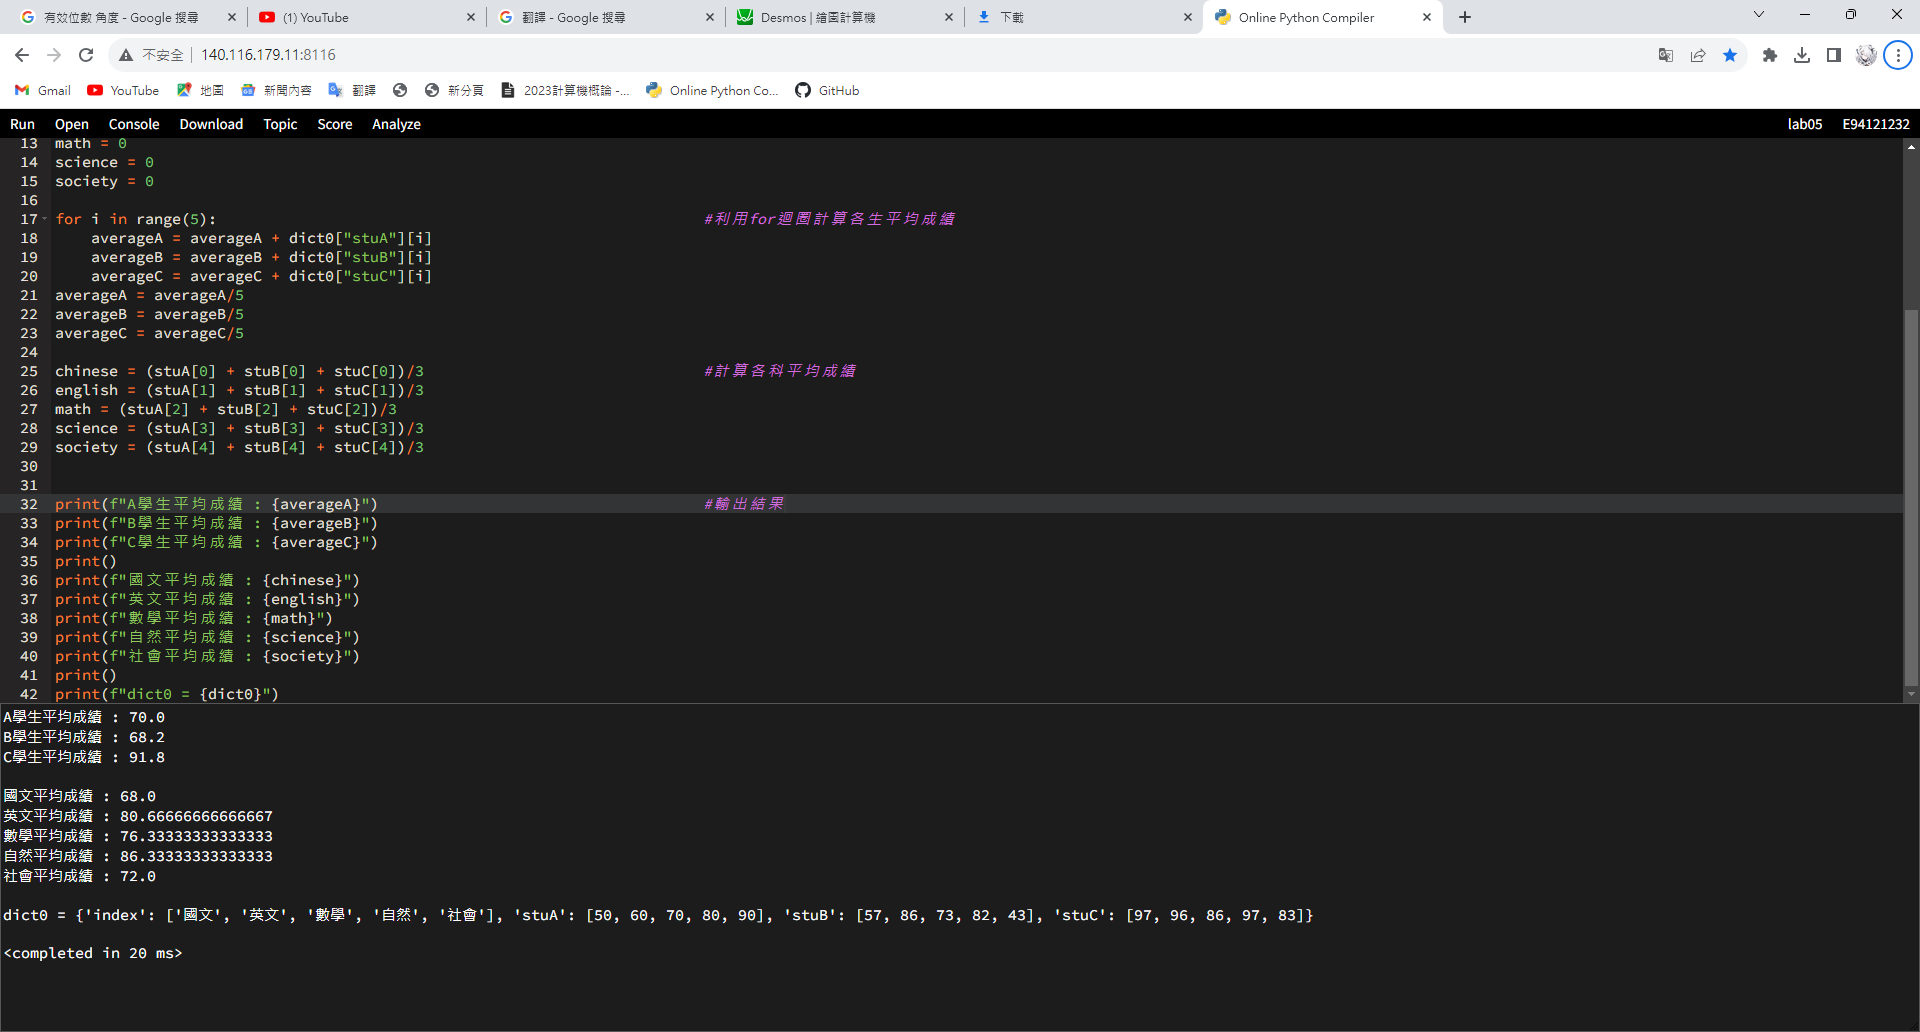 有效位數 角度 - Google 搜尋
(1) YouTube
翻譯 - Google 搜尋
Desmos | 繪圖計算機
下載
Online Python Compiler
不安全 140.116.179.11:8116
Gmail
YouTube
地圖
新聞內容
翻譯
新分頁
2023計算機概論 -...
Online Python Co...
GitHub
Run Open Console Download Topic Score Analyze lab05 E94121232
13 math = 0
14 science = 0
15 society = 0
16
17 for i in range(5): #利用for迴圈計算各生平均成績
18 averageA = averageA + dict0["stuA"][i]
19 averageB = averageB + dict0["stuB"][i]
20 averageC = averageC + dict0["stuC"][i]
21 averageA = averageA/5
22 averageB = averageB/5
23 averageC = averageC/5
24
25 chinese = (stuA[0] + stuB[0] + stuC[0])/3 #計算各科平均成績
26 english = (stuA[1] + stuB[1] + stuC[1])/3
27 math = (stuA[2] + stuB[2] + stuC[2])/3
28 science = (stuA[3] + stuB[3] + stuC[3])/3
29 society = (stuA[4] + stuB[4] + stuC[4])/3
30
31
32 print(f"A學生平均成績 : {averageA}") #輸出結果
33 print(f"B學生平均成績 : {averageB}")
34 print(f"C學生平均成績 : {averageC}")
35 print()
36 print(f"國文平均成績 : {chinese}")
37 print(f"英文平均成績 : {english}")
38 print(f"數學平均成績 : {math}")
39 print(f"自然平均成績 : {science}")
40 print(f"社會平均成績 : {society}")
41 print()
42 print(f"dict0 = {dict0}")
A學生平均成績 : 70.0
B學生平均成績 : 68.2
C學生平均成績 : 91.8
國文平均成績 : 68.0
英文平均成績 : 80.66666666666667
數學平均成績 : 76.33333333333333
自然平均成績 : 86.33333333333333
社會平均成績 : 72.0
dict0 = {'index': ['國文', '英文', '數學', '自然', '社會'], 'stuA': [50, 60, 70, 80, 90], 'stuB': [57, 86, 73, 82, 43], 'stuC': [97, 96, 86, 97, 83]}
<completed in 20 ms>